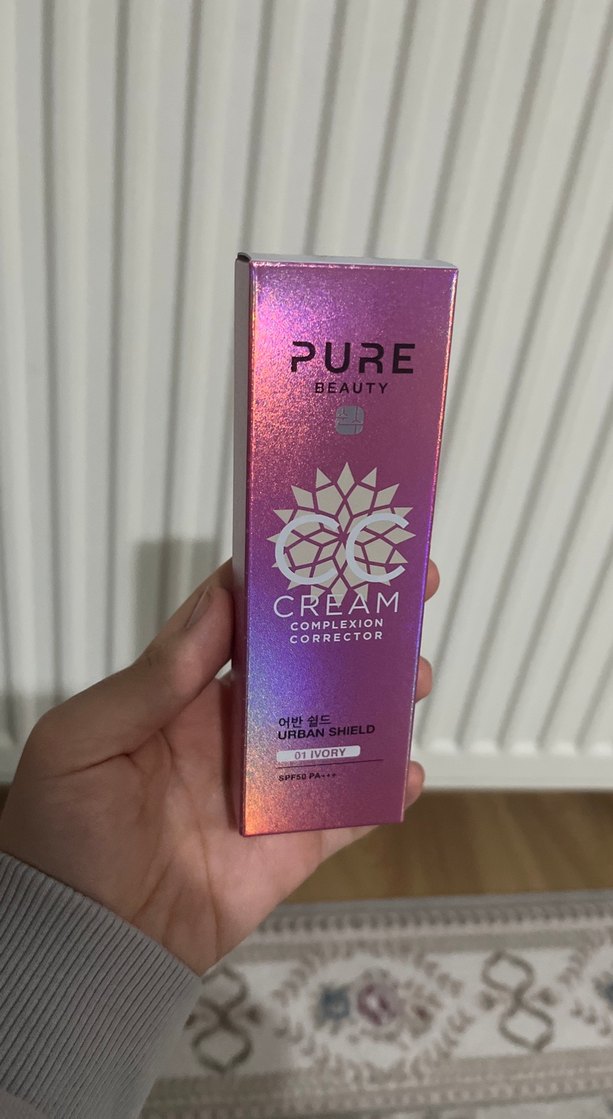 PURE
BEAUTY
CC
CREAM
COMPLEXION
CORRECTOR
어반 쉴드
URBAN SHIELD
01 IVORY
SPF50 PA+++